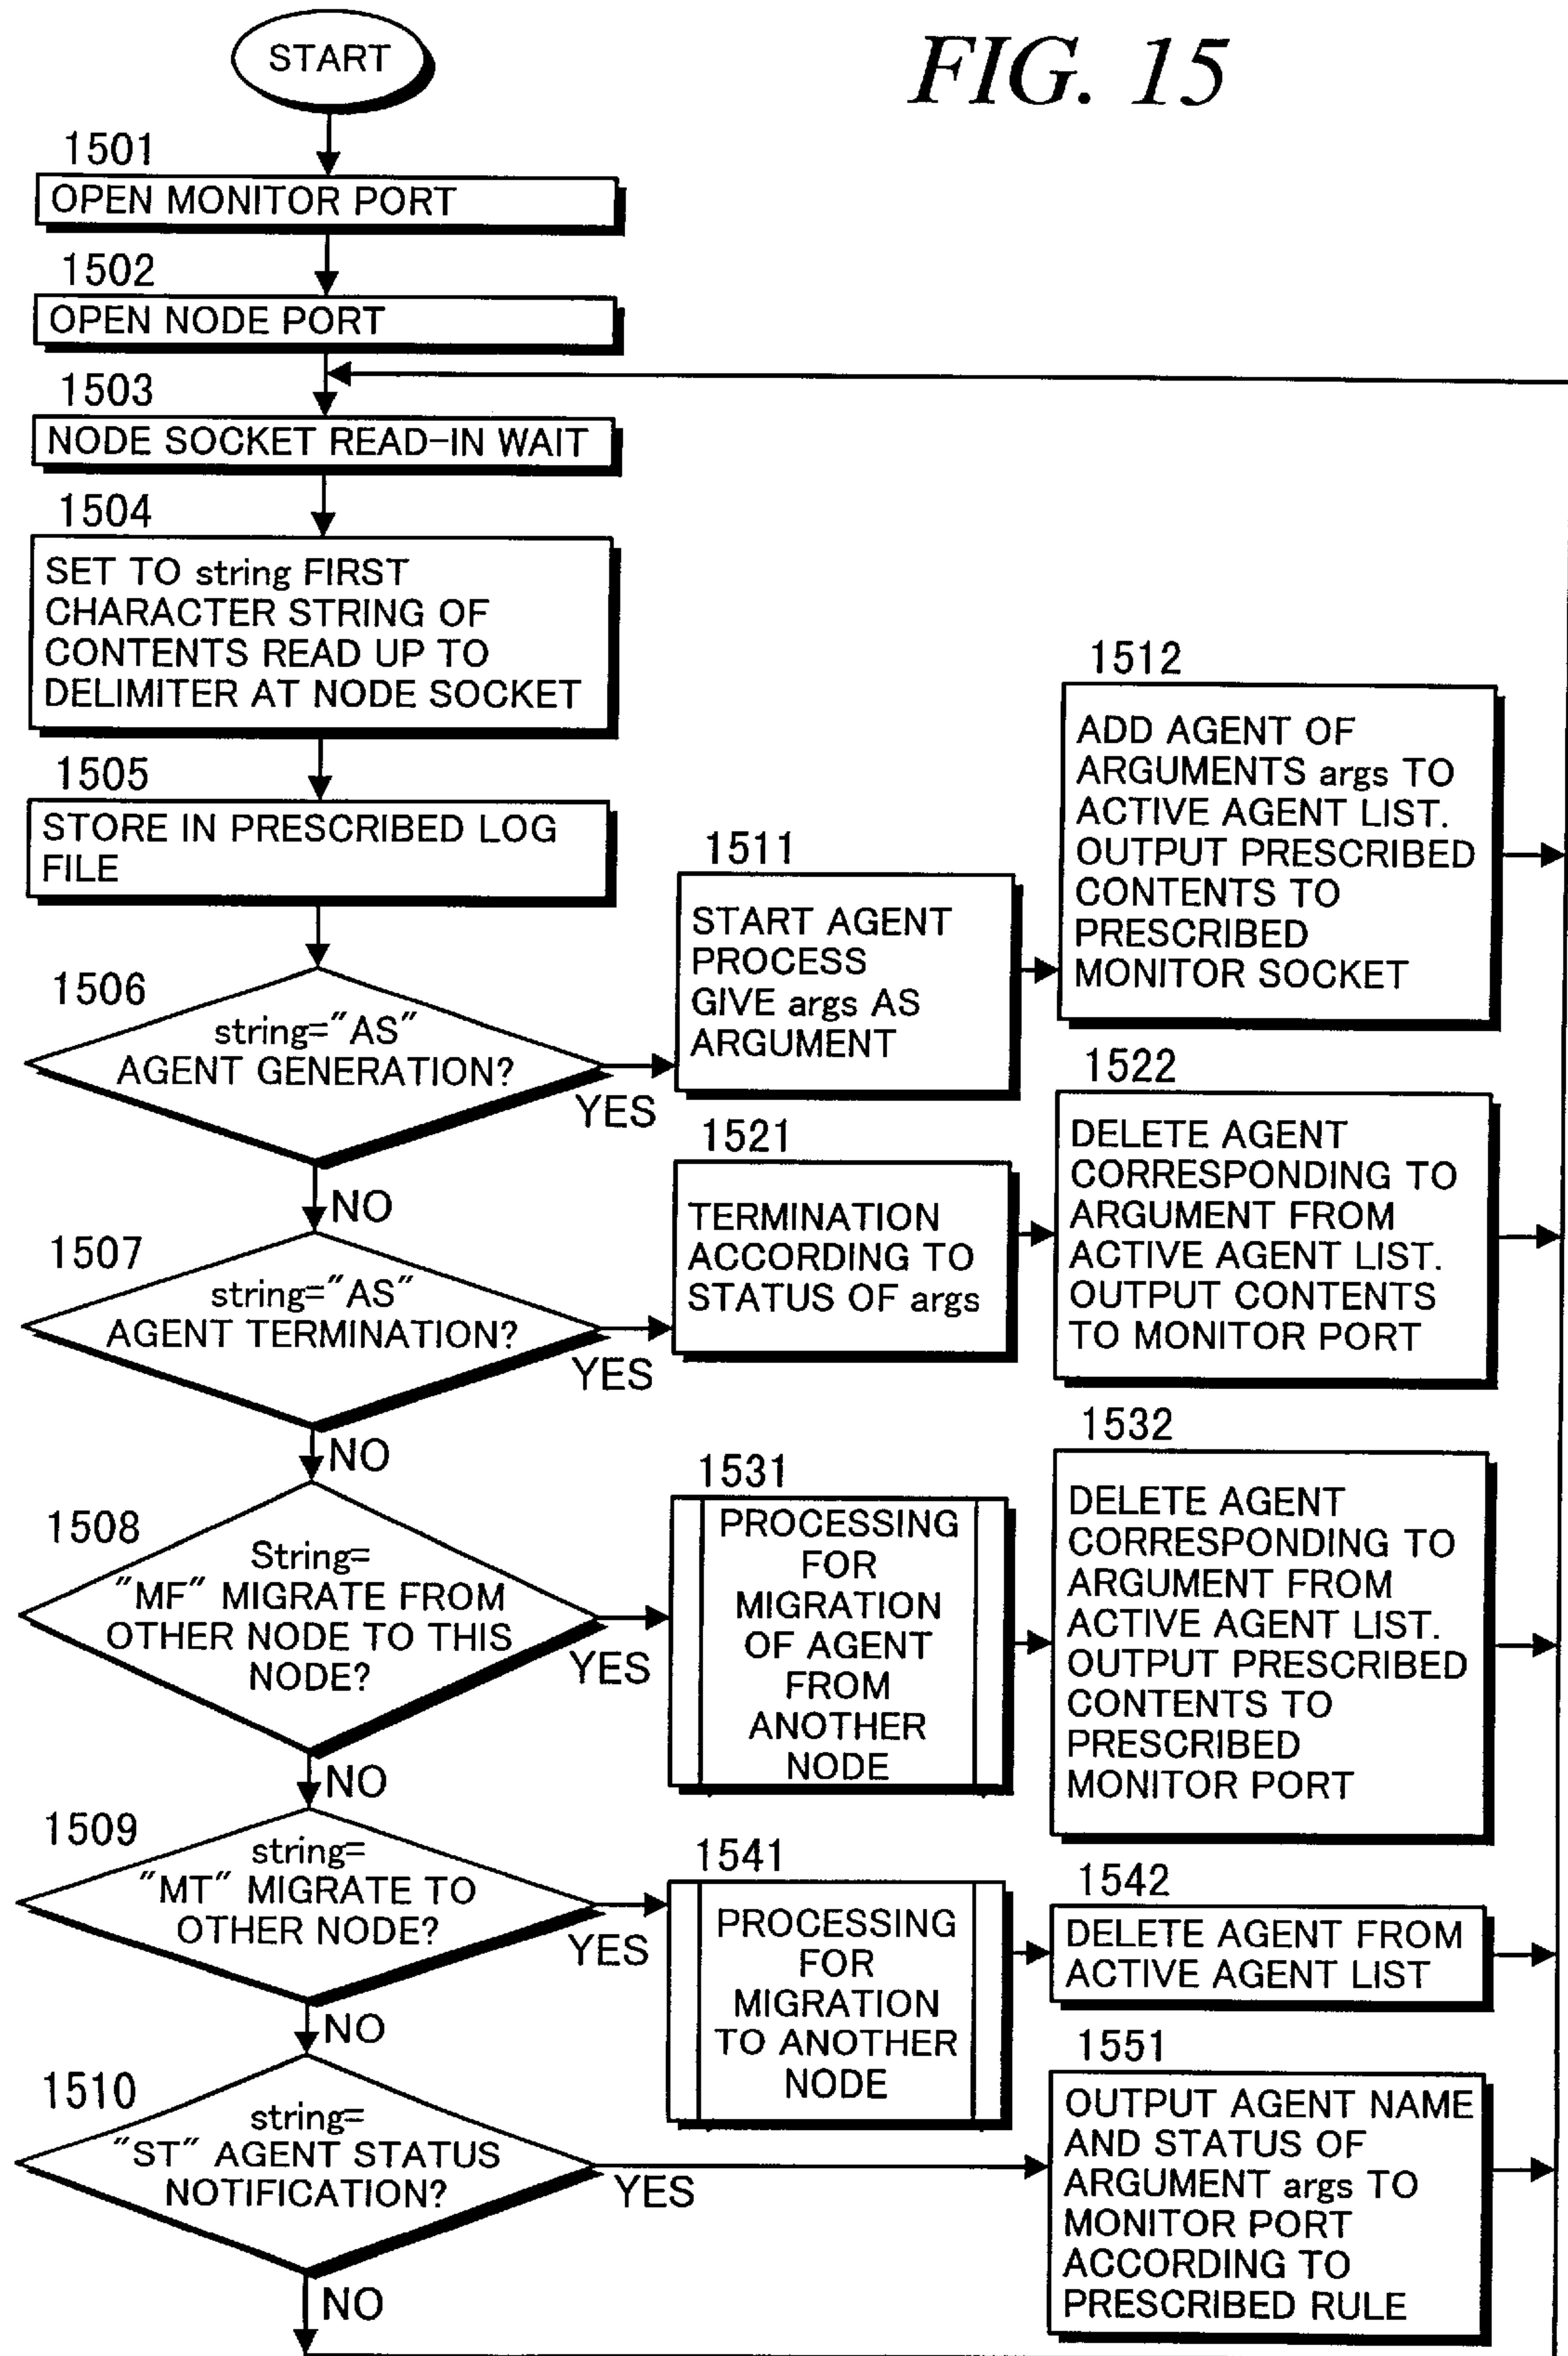 FIG. 15
START
1501
OPEN MONITOR PORT
1502
OPEN NODE PORT
1503
NODE SOCKET READ-IN WAIT
1504
SET TO string FIRST
CHARACTER STRING OF
CONTENTS READ UP TO
DELIMITER AT NODE SOCKET
1505
STORE IN PRESCRIBED LOG
FILE
1506
string="AS"
AGENT GENERATION?
YES
NO
1511
START AGENT
PROCESS
GIVE args AS
ARGUMENT
1512
ADD AGENT OF
ARGUMENTS args TO
ACTIVE AGENT LIST.
OUTPUT PRESCRIBED
CONTENTS TO
PRESCRIBED
MONITOR SOCKET
1507
string="AS"
AGENT TERMINATION?
YES
NO
1521
TERMINATION
ACCORDING TO
STATUS OF args
1522
DELETE AGENT
CORRESPONDING TO
ARGUMENT FROM
ACTIVE AGENT LIST.
OUTPUT CONTENTS
TO MONITOR PORT
1508
String=
"MF" MIGRATE FROM
OTHER NODE TO THIS
NODE?
YES
NO
1531
PROCESSING
FOR
MIGRATION
OF AGENT
FROM
ANOTHER
NODE
1532
DELETE AGENT
CORRESPONDING TO
ARGUMENT FROM
ACTIVE AGENT LIST.
OUTPUT PRESCRIBED
CONTENTS TO
PRESCRIBED
MONITOR PORT
1509
string=
"MT" MIGRATE TO
OTHER NODE?
YES
NO
1541
PROCESSING
FOR
MIGRATION
TO ANOTHER
NODE
1542
DELETE AGENT FROM
ACTIVE AGENT LIST
1510
string=
"ST" AGENT STATUS
NOTIFICATION?
YES
NO
1551
OUTPUT AGENT NAME
AND STATUS OF
ARGUMENT args TO
MONITOR PORT
ACCORDING TO
PRESCRIBED RULE